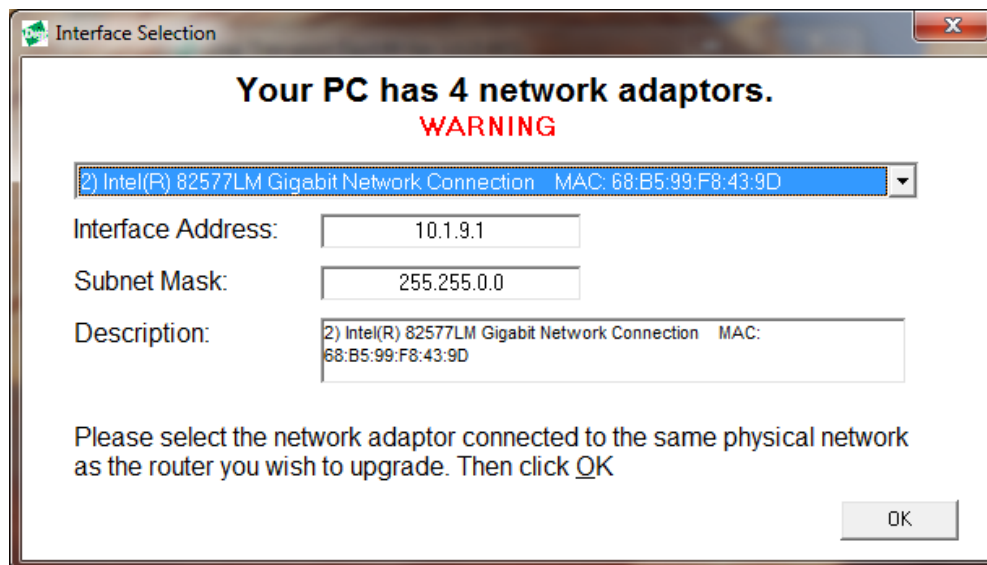 Interface Selection
Your PC has 4 network adaptors.
WARNING
2) Intel(R) 82577LM Gigabit Network Connection MAC: 68:B5:99:F8:43:9D
Interface Address: 10.1.9.1
Subnet Mask: 255.255.0.0
Description: 2) Intel(R) 82577LM Gigabit Network Connection MAC:
68:B5:99:F8:43:9D
Please select the network adaptor connected to the same physical network
as the router you wish to upgrade. Then click OK
OK